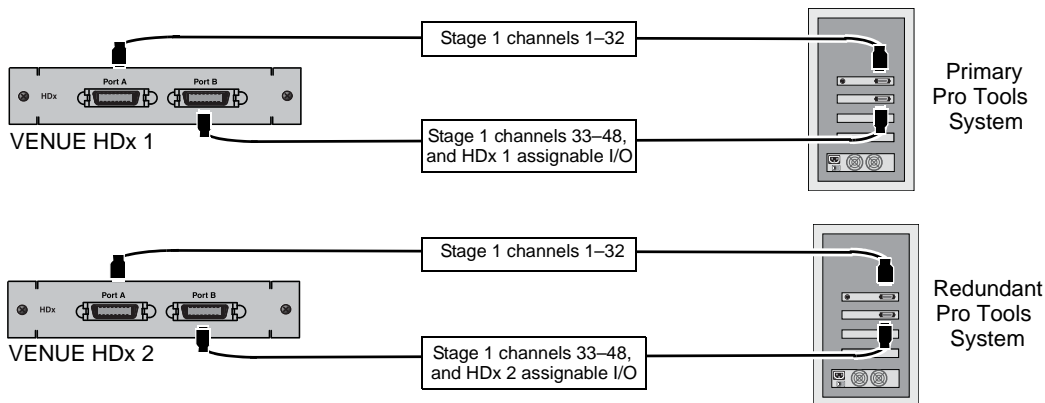 Stage 1 channels 1–32
Port A
Port B
HDx
VENUE HDx 1
Stage 1 channels 33–48,
and HDx 1 assignable I/O
Primary
Pro Tools
System
Stage 1 channels 1–32
Port A
Port B
HDx
VENUE HDx 2
Stage 1 channels 33–48,
and HDx 2 assignable I/O
Redundant
Pro Tools
System